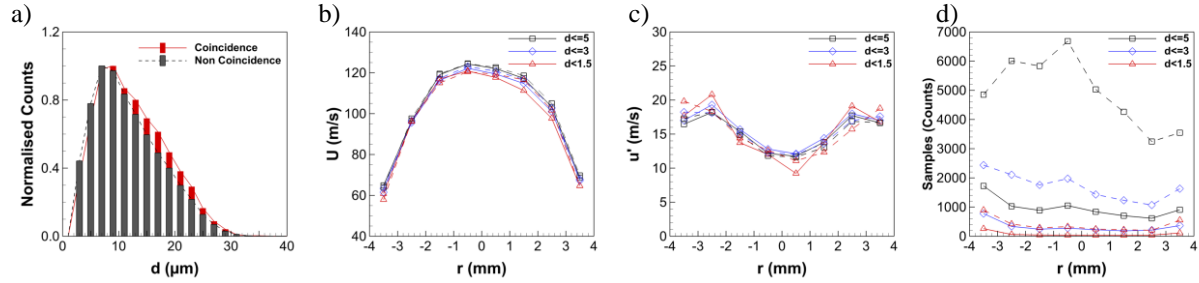 a)
Normalised Counts
1.2
1.0
0.8
0.6
0.4
0.2
0.0
0 10 20 30 40
d (µm)
Coincidence
Non Coincidence
b)
U (m/s)
140
120
100
80
60
40
-4 -3 -2 -1 0 1 2 3 4
r (mm)
d<=5
d<=3
d<1.5
c)
u' (m/s)
30
25
20
15
10
5
0
-4 -3 -2 -1 0 1 2 3 4
r (mm)
d<=5
d<=3
d<1.5
d)
Samples (Counts)
7000
6000
5000
4000
3000
2000
1000
0
-4 -3 -2 -1 0 1 2 3 4
r (mm)
d<=5
d<=3
d<1.5